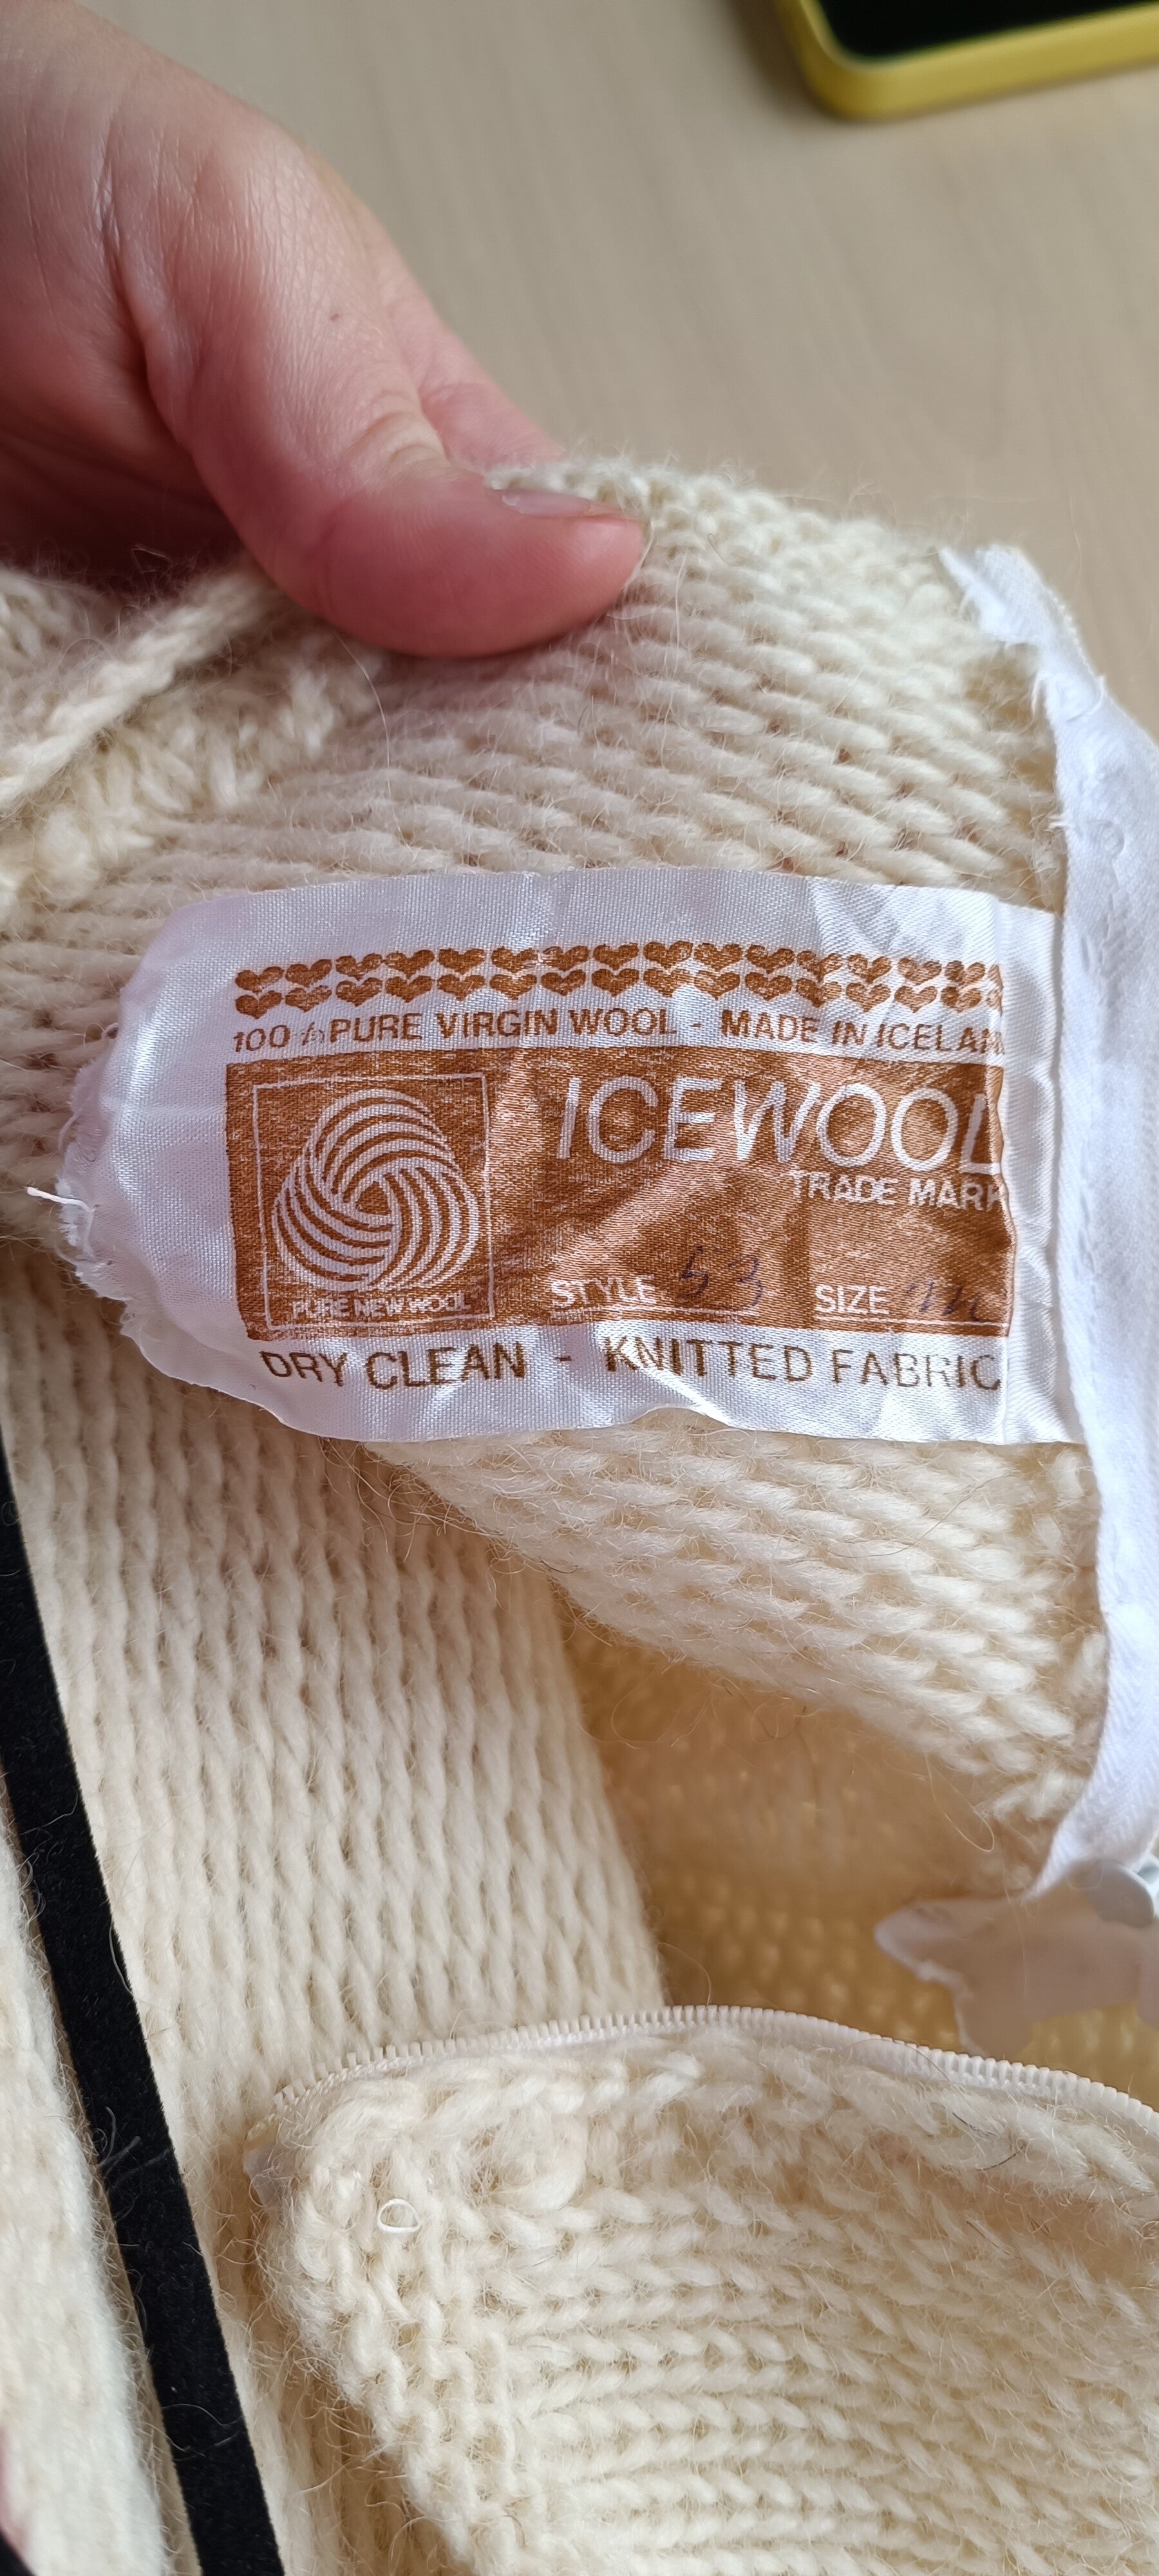 100% PURE VIRGIN WOOL - MADE IN ICELAN
ICEWOOL
TRADE MARK
PURE NEW WOOL
STYLE 53 SIZE
DRY CLEAN - KNITTED FABRIC